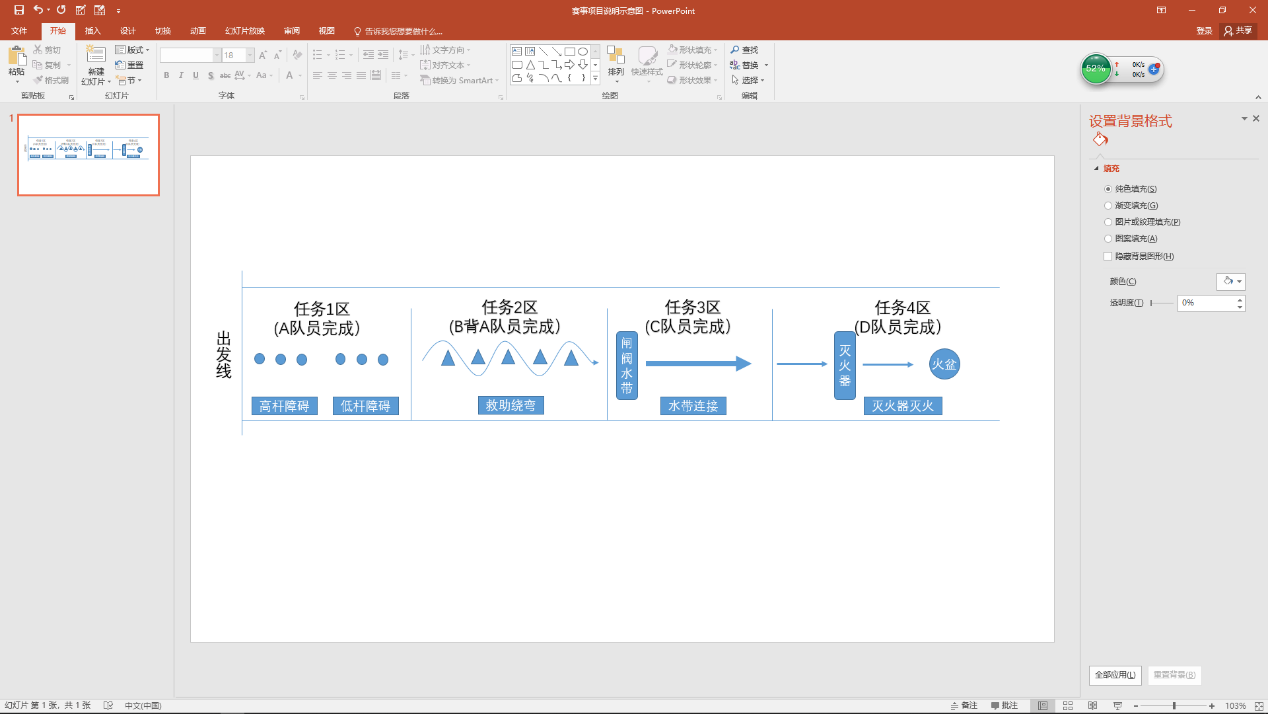 赛事项目说明示意图 - PowerPoint
文件 开始 插入 设计 切换 动画 幻灯片放映 审阅 视图 告诉我您想要做什么... 登录 共享
粘贴 剪切 复制 格式刷 剪贴板
新建幻灯片 版式 重置 节 幻灯片
18
B I U S abc AV Aa A
字体
文字方向 对齐文本 转换为 SmartArt 段落
排列 快速样式 形状填充 形状轮廓 形状效果 绘图
查找 替换 选择 编辑
52% 0K/s
0K/s
1
设置背景格式
填充
纯色填充(S)
渐变填充(G)
图片或纹理填充(P)
图案填充(A)
隐藏背景图形(H)
颜色(C)
透明度(T) 0%
出发线
任务1区
(A队员完成)
高杆障碍 低杆障碍
任务2区
(B背A队员完成)
救助绕弯
任务3区
(C队员完成)
闸阀水带
水带连接
任务4区
(D队员完成)
灭火器
火盆
灭火器灭火
全部应用(L) 重置背景(B)
幻灯片 第 1 张，共 1 张 中文(中国) 备注 批注 103%